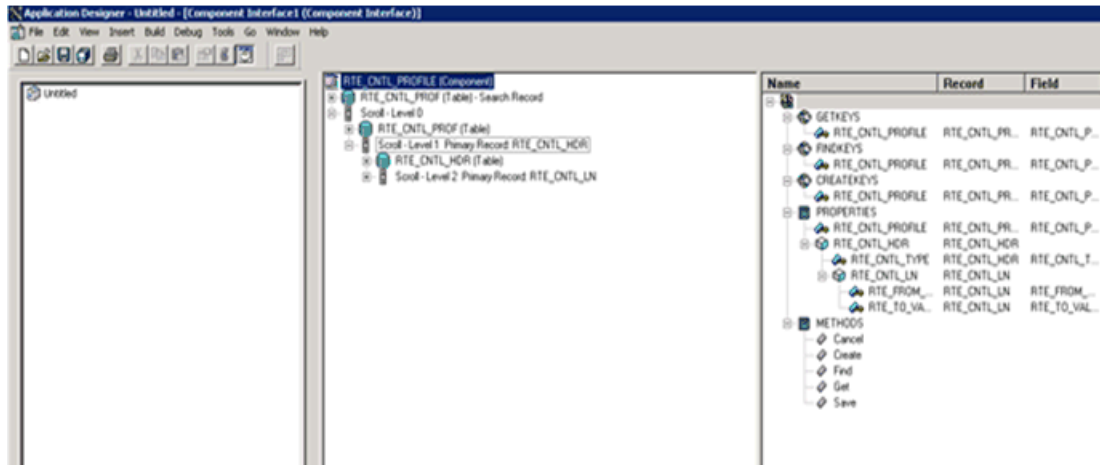 Application Designer - Untitled - [Component Interface1 (Component Interface)]
File Edit View Insert Build Debug Tools Go Window Help
Untitled
RTE_CNTL_PROFILE (Component)
RTE_CNTL_PROF (Table) - Search Record
Scroll - Level 0
RTE_CNTL_PROF (Table)
Scroll - Level 1 Primary Record: RTE_CNTL_HDR
RTE_CNTL_HDR (Table)
Scroll - Level 2 Primary Record: RTE_CNTL_LN
Name Record Field
GETKEYS
RTE_CNTL_PROFILE RTE_CNTL_PR... RTE_CNTL_P...
FINDKEYS
RTE_CNTL_PROFILE RTE_CNTL_PR... RTE_CNTL_P...
CREATEKEYS
RTE_CNTL_PROFILE RTE_CNTL_PR... RTE_CNTL_P...
PROPERTIES
RTE_CNTL_PROFILE RTE_CNTL_PR... RTE_CNTL_P...
RTE_CNTL_HDR RTE_CNTL_HDR
RTE_CNTL_TYPE RTE_CNTL_HDR RTE_CNTL_T...
RTE_CNTL_LN RTE_CNTL_LN
RTE_FROM_... RTE_CNTL_LN RTE_FROM_...
RTE_TO_VA... RTE_CNTL_LN RTE_TO_VAL...
METHODS
Cancel
Create
Find
Get
Save